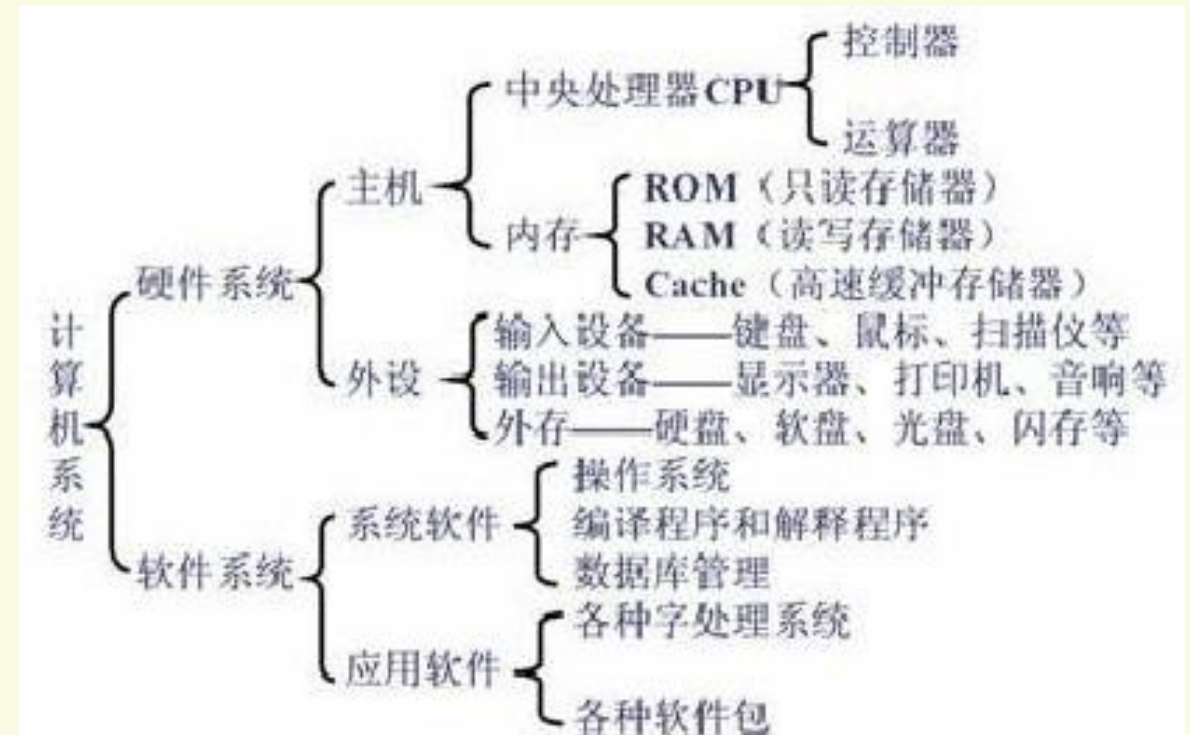 控制器
中央处理器CPU
运算器
主机
ROM（只读存储器）
内存
RAM（读写存储器）
Cache（高速缓冲存储器）
硬件系统
计算机系统
输入设备——键盘、鼠标、扫描仪等
外设
输出设备——显示器、打印机、音响等
外存——硬盘、软盘、光盘、闪存等
操作系统
系统软件
编译程序和解释程序
数据库管理
软件系统
各种字处理系统
应用软件
各种软件包